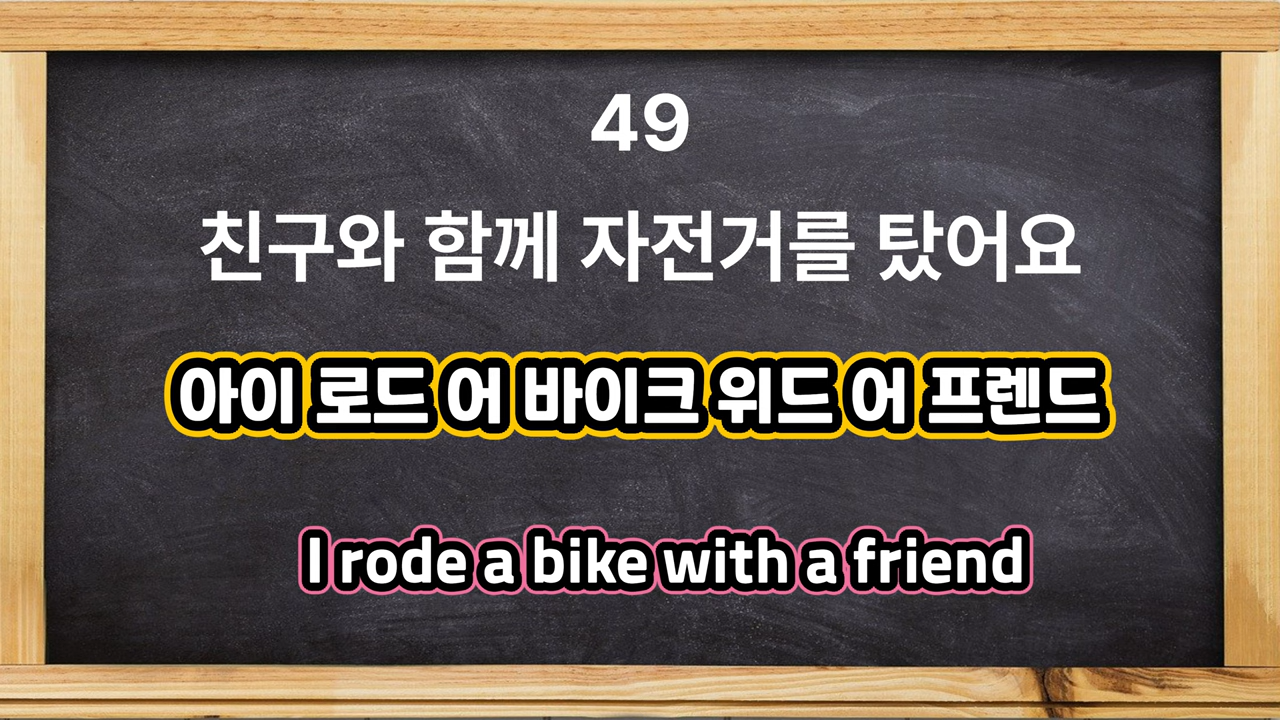 49
친구와 함께 자전거를 탔어요
아이 로드 어 바이크 위드 어 프렌드
I rode a bike with a friend